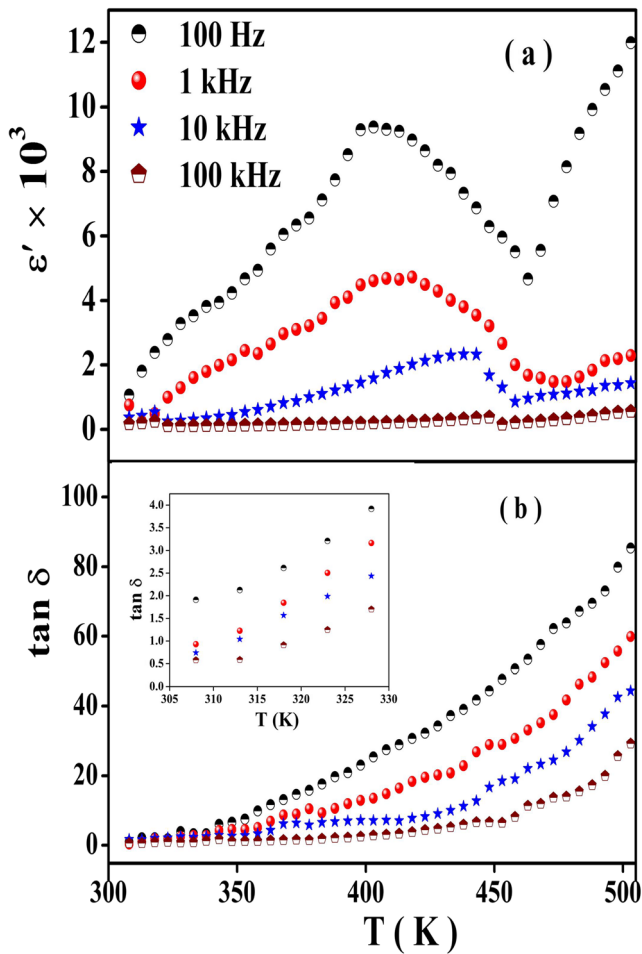 ( a )
100 Hz
1 kHz
10 kHz
100 kHz
12
10
8
6
4
2
0
ε′ × 10³
( b )
100
80
60
40
20
0
tan δ
4.0
3.5
3.0
2.5
2.0
1.5
1.0
0.5
0.0
tan δ
305 310 315 320 325 330
T (K)
300 350 400 450 500
T ( K )